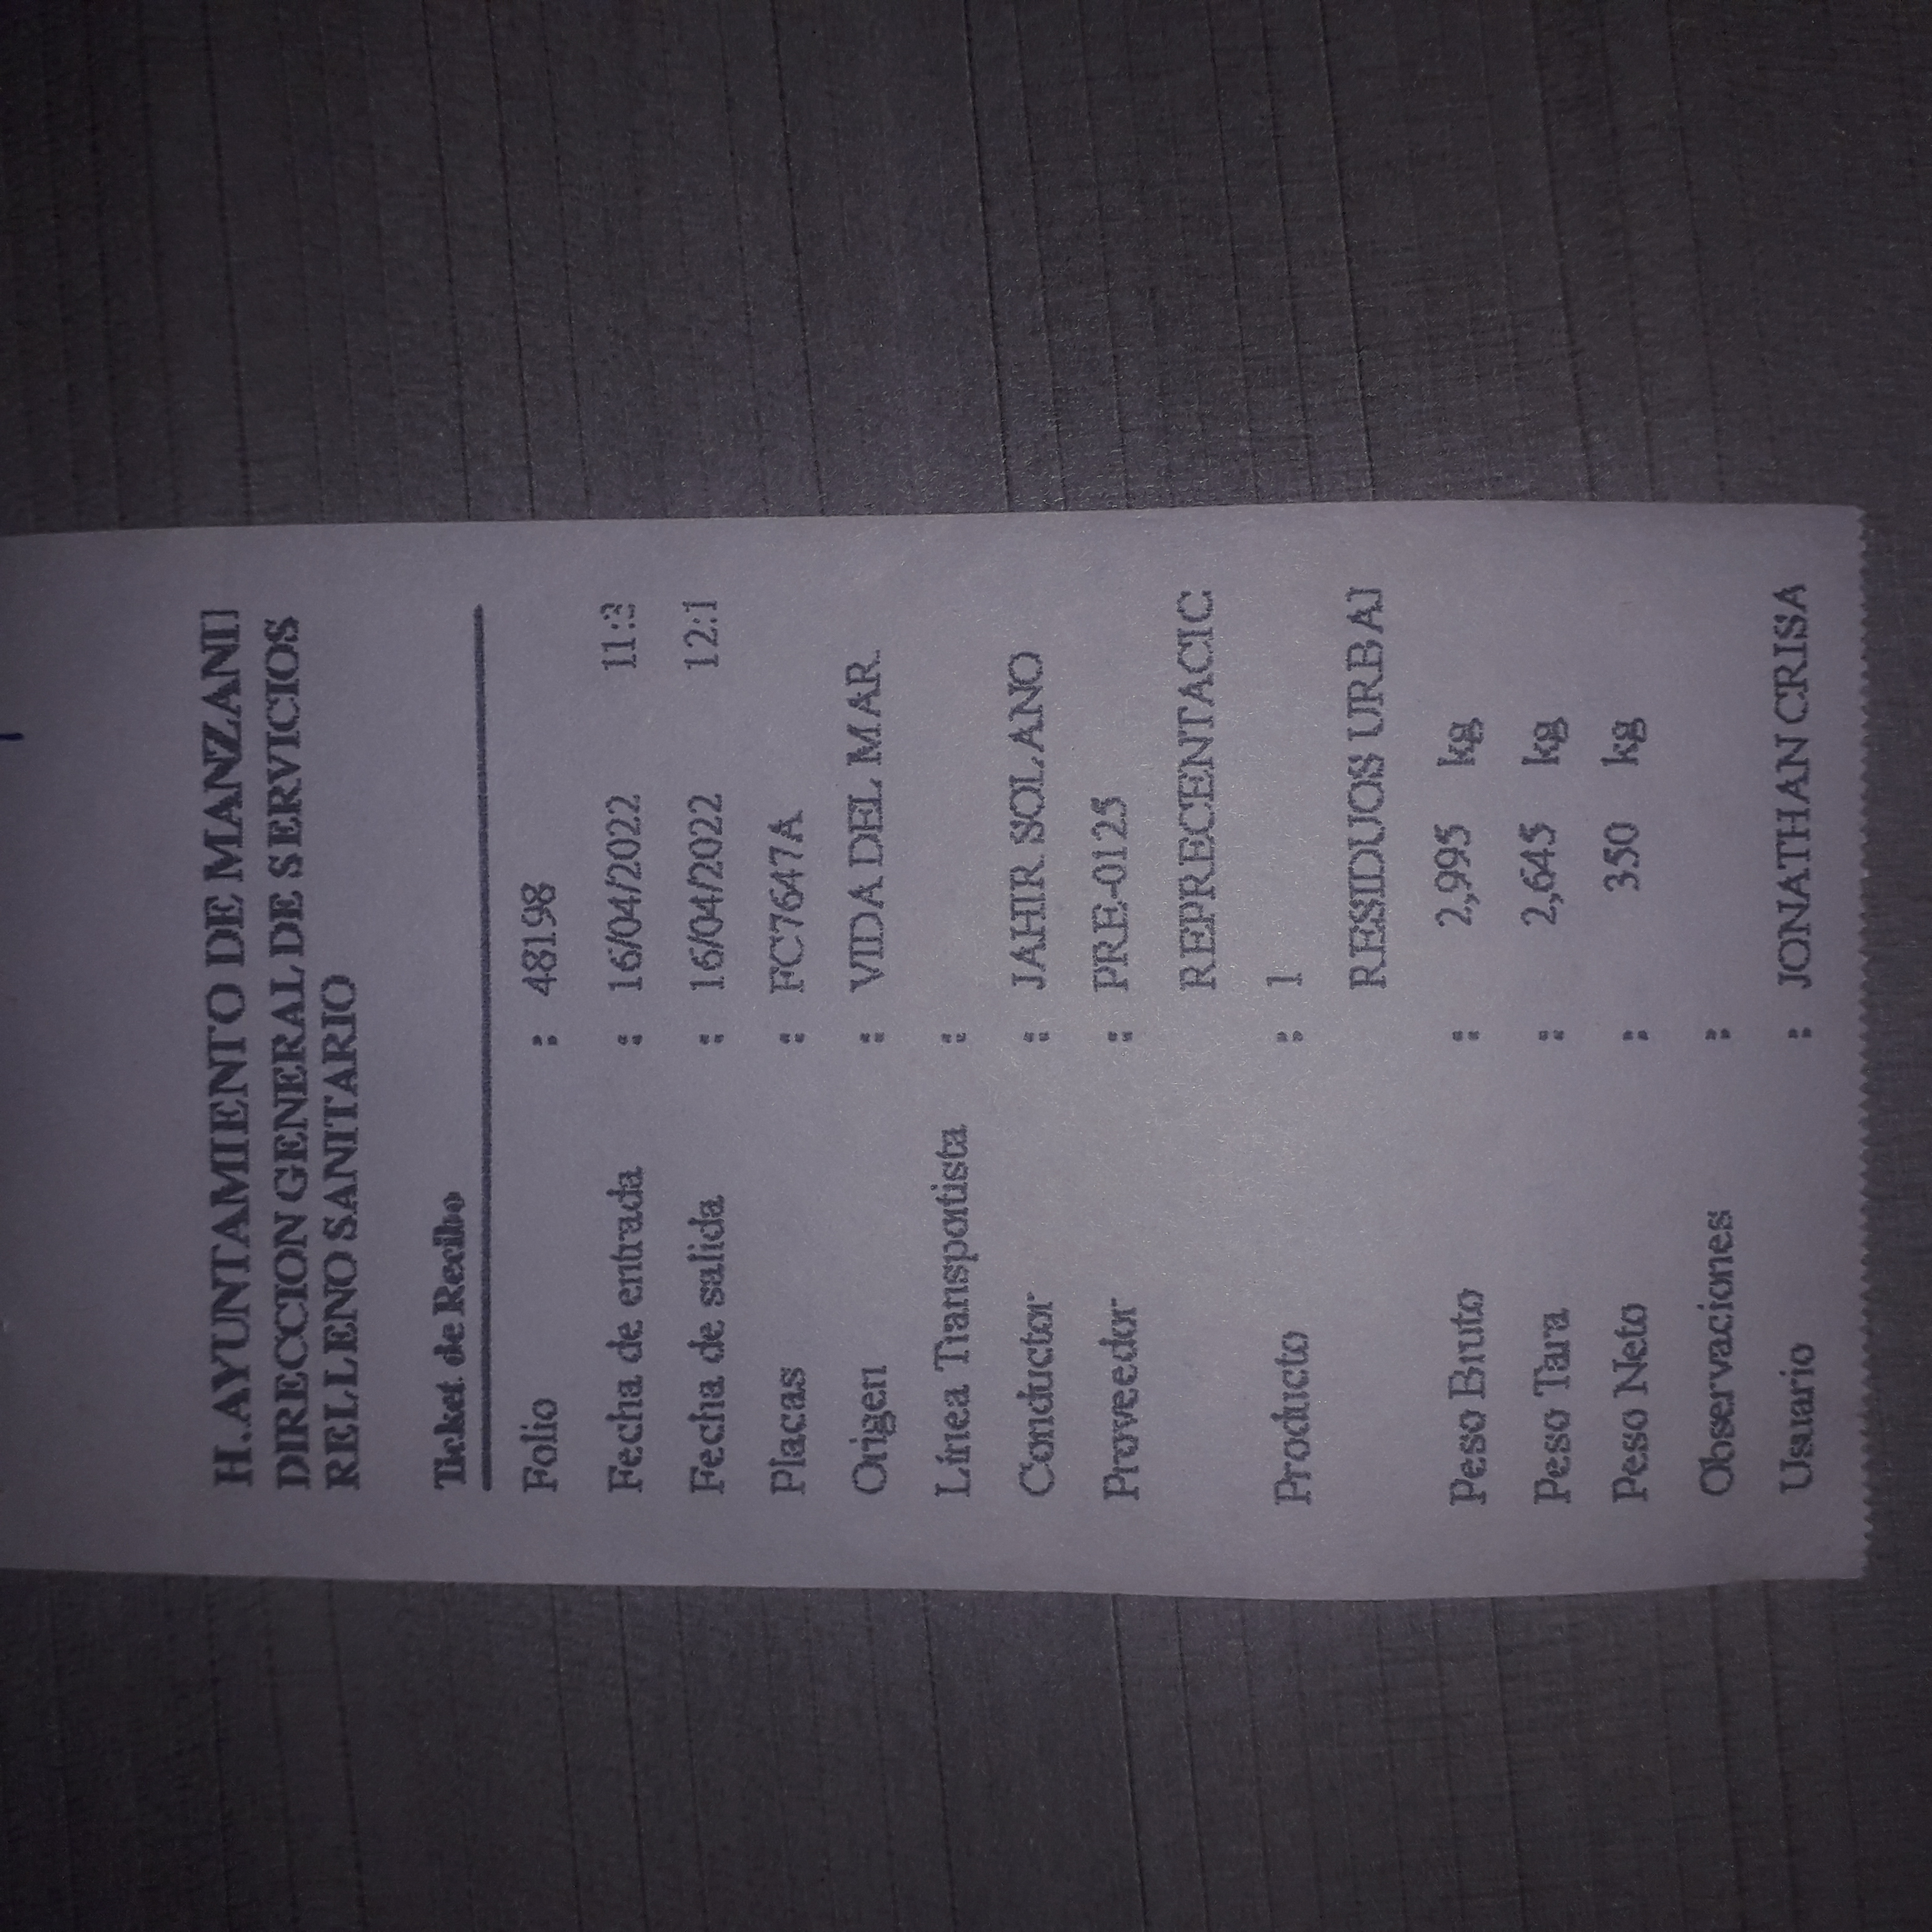 H. AYUNTAMIENTO DE MANZANI
DIRECCION GENERAL DE SERVICIOS
RELLENO SANITARIO
Ticket de Recibo
Folio : 48198
Fecha de entrada : 16/04/2022 11:3
Fecha de salida : 16/04/2022 12:1
Placas : FC7647A
Origen : VIDA DEL MAR
Línea Transportista :
Conductor : JAHIR SOLANO
Proveedor : PRE-0125
REPRECENTACIC
Producto : 1
RESIDUOS URBAN
Peso Bruto : 2,995 kg
Peso Tara : 2,645 kg
Peso Neto : 350 kg
Observaciones :
Usuario : JONATHAN CRISA